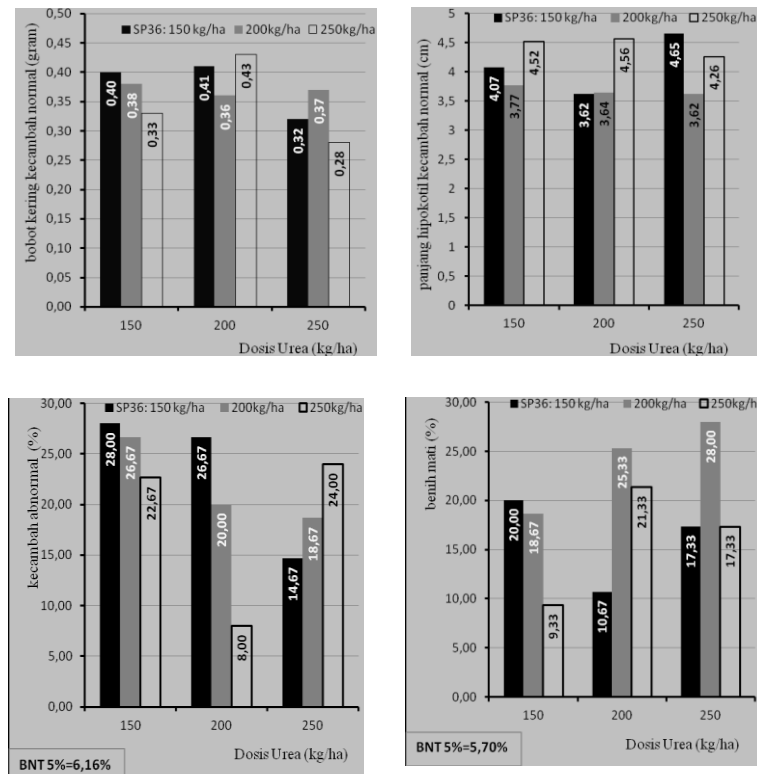 bobot kering kecambah normal (gram)
0,50
0,45
0,40
0,35
0,30
0,25
0,20
0,15
0,10
0,05
0,00
SP36: 150 kg/ha 200kg/ha 250kg/ha
0,40 0,38 0,33 0,41 0,36 0,43 0,32 0,37 0,28
150 200 250
Dosis Urea (kg/ha)
panjang hipokotil kecambah normal (cm)
5
4,5
4
3,5
3
2,5
2
1,5
1
0,5
0
SP36: 150 kg/ha 200kg/ha 250kg/ha
4,07 3,77 4,52 3,62 3,64 4,56 4,65 3,62 4,26
150 200 250
Dosis Urea (kg/ha)
kecambah abnormal (%)
30,00
25,00
20,00
15,00
10,00
5,00
0,00
SP36: 150 kg/ha 200kg/ha 250kg/ha
28,00 26,67 22,67 26,67 20,00 8,00 14,67 18,67 24,00
150 200 250
Dosis Urea (kg/ha)
BNT 5%=6,16%
benih mati (%)
30,00
25,00
20,00
15,00
10,00
5,00
0,00
SP36: 150 kg/ha 200kg/ha 250kg/h
20,00 18,67 9,33 10,67 25,33 21,33 17,33 28,00 17,33
150 200 250
Dosis Urea (kg/ha)
BNT 5%=5,70%